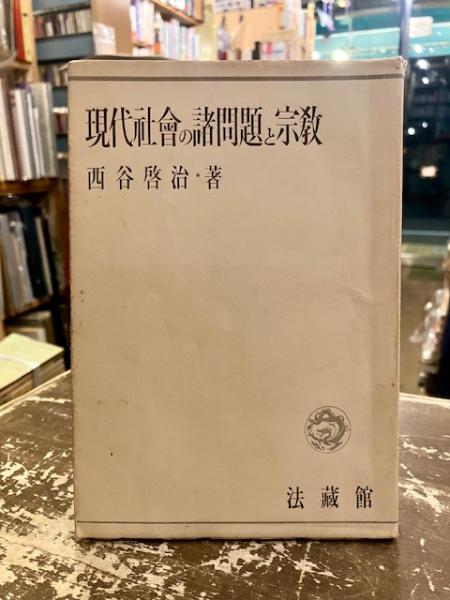 現代社會の諸問題と宗教
西谷啓治・著
法藏館